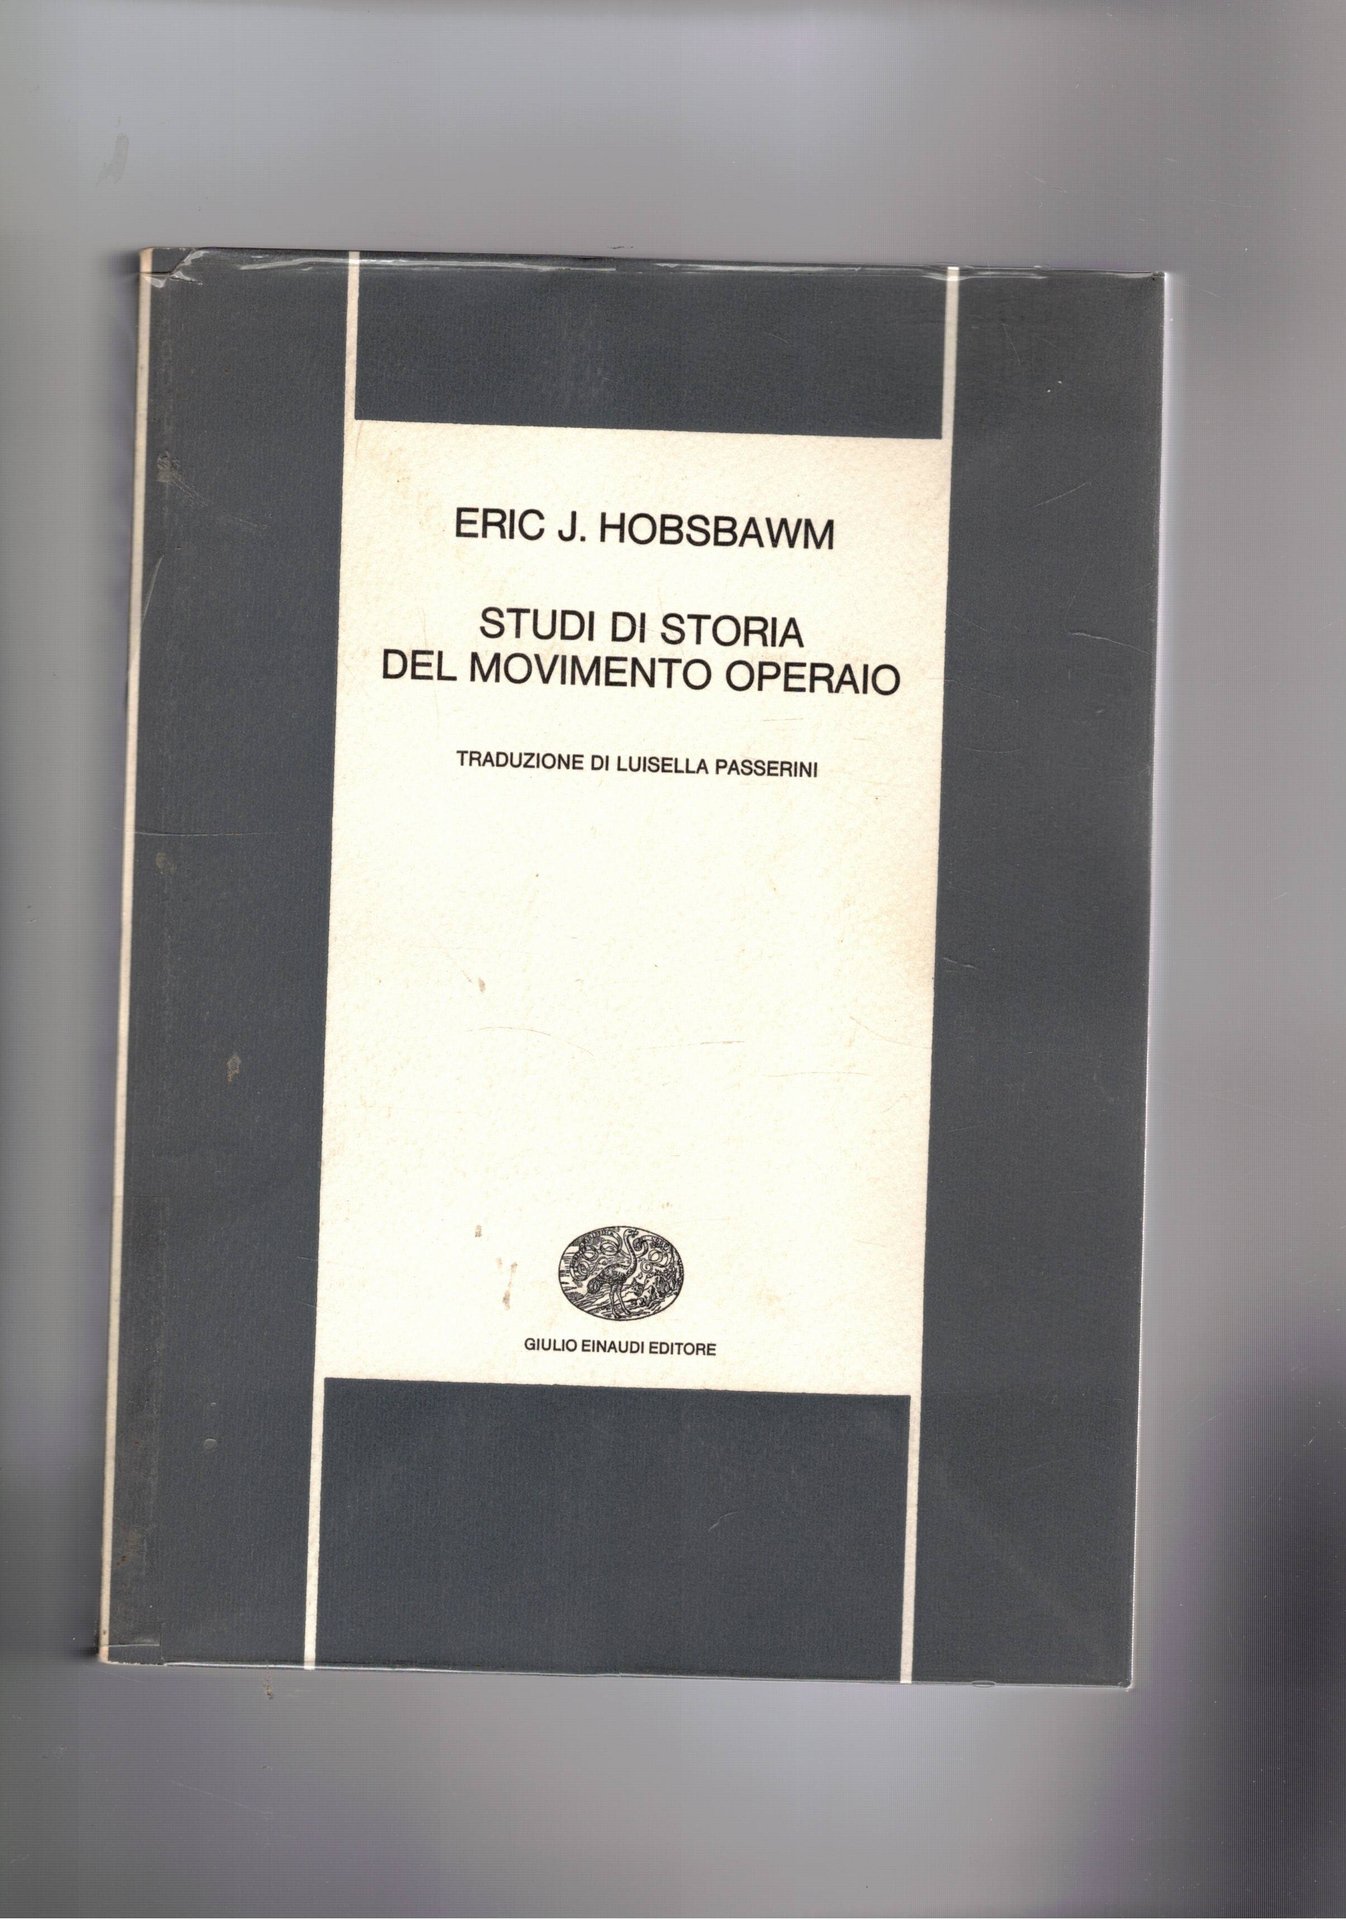 ERIC J. HOBSBAWM
STUDI DI STORIA
DEL MOVIMENTO OPERAIO
TRADUZIONE DI LUISELLA PASSERINI
GIULIO EINAUDI EDITORE